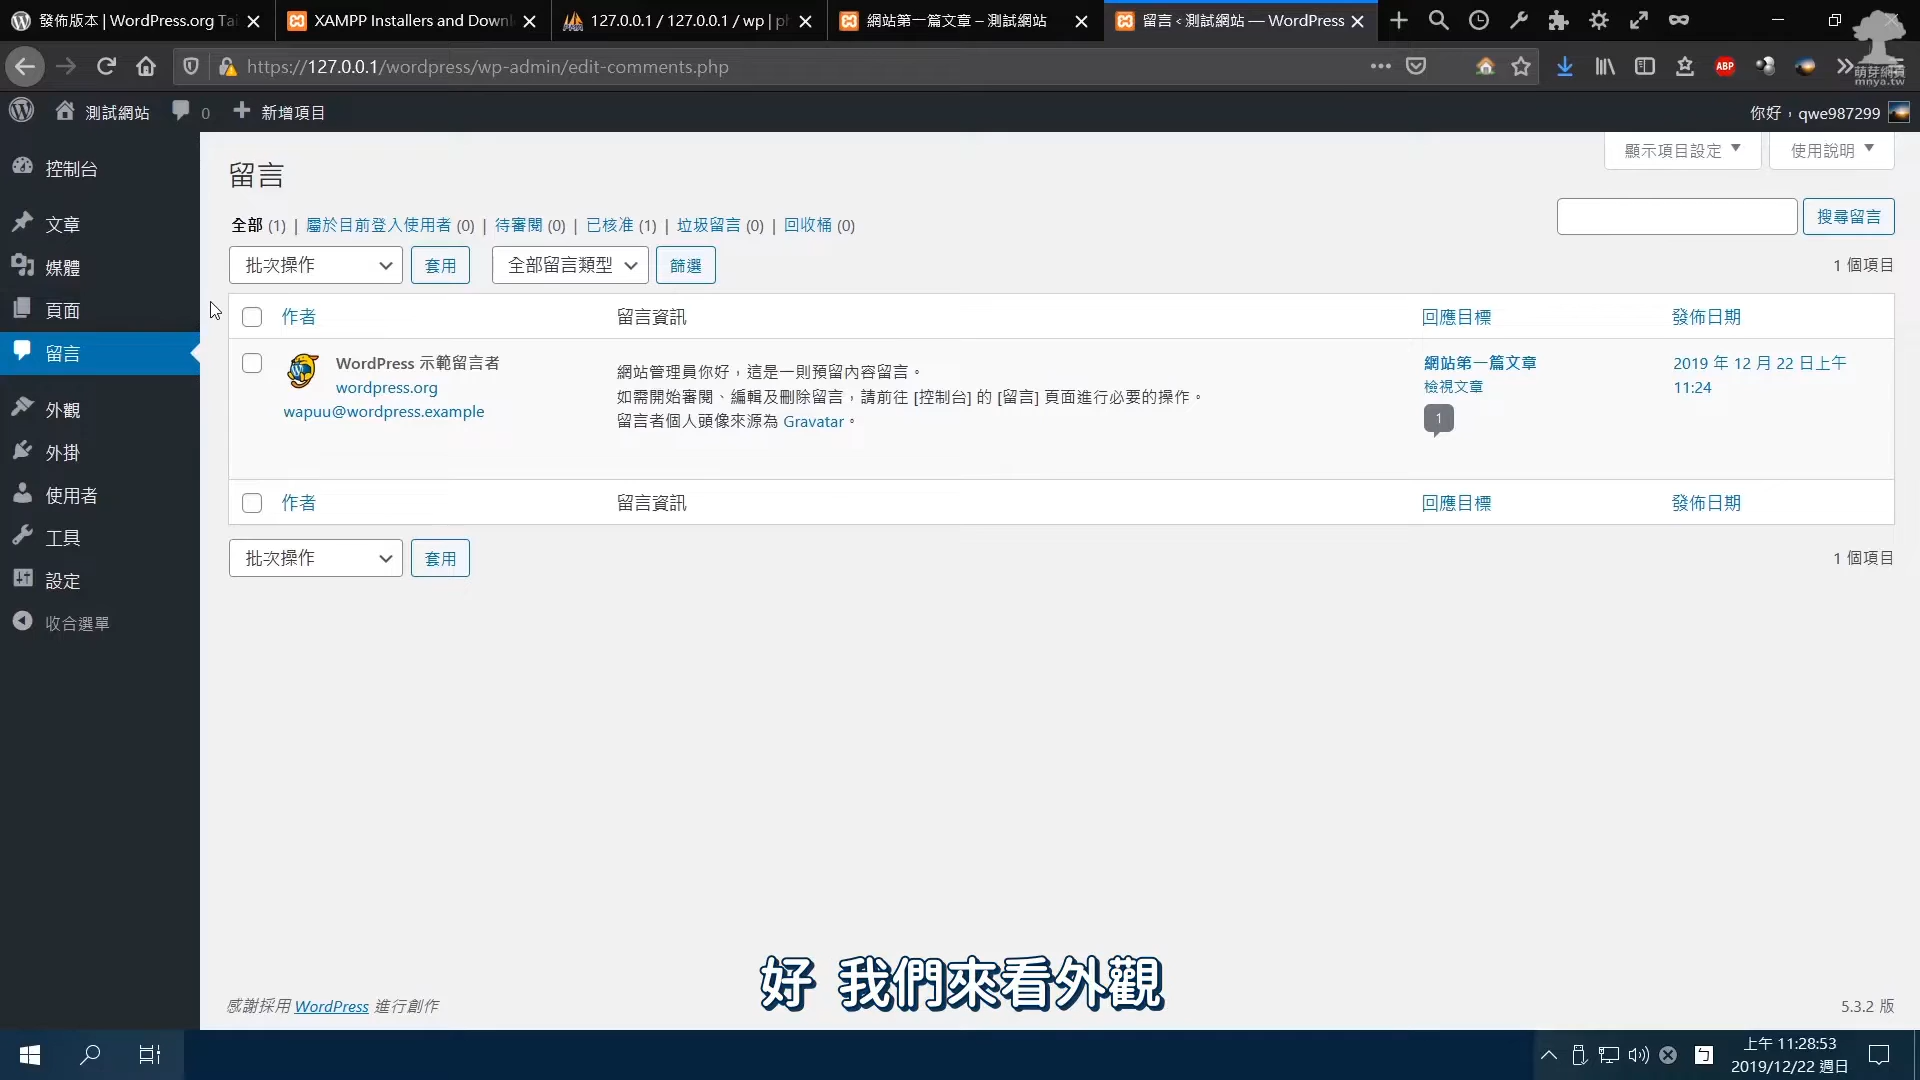 發佈版本 | WordPress.org Tai
XAMPP Installers and Downl
127.0.0.1 / 127.0.0.1 / wp | ph
網站第一篇文章 – 測試網站
留言 ‹ 測試網站 — WordPress
https://127.0.0.1/wordpress/wp-admin/edit-comments.php
ABP
萌芽網頁
mnya.tw
測試網站
0
新增項目
你好，qwe987299
控制台
文章
媒體
頁面
留言
外觀
外掛
使用者
工具
設定
收合選單
顯示項目設定
使用說明
留言
全部 (1) | 屬於目前登入使用者 (0) | 待審閱 (0) | 已核准 (1) | 垃圾留言 (0) | 回收桶 (0)
搜尋留言
批次操作
套用
全部留言類型
篩選
1 個項目
作者
留言資訊
回應目標
發佈日期
WordPress 示範留言者
wordpress.org
wapuu@wordpress.example
網站管理員你好，這是一則預留內容留言。
如需開始審閱、編輯及刪除留言，請前往 [控制台] 的 [留言] 頁面進行必要的操作。
留言者個人頭像來源為 Gravatar。
網站第一篇文章
檢視文章
1
2019 年 12 月 22 日上午
11:24
作者
留言資訊
回應目標
發佈日期
批次操作
套用
1 個項目
好 我們來看外觀
感謝採用 WordPress 進行創作
5.3.2 版
ㄅ
上午 11:28:53
2019/12/22 週日